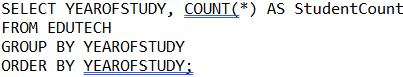 SELECT YEAROFSTUDY, COUNT(*) AS StudentCount
FROM EDUTECH
GROUP BY YEAROFSTUDY
ORDER BY YEAROFSTUDY;